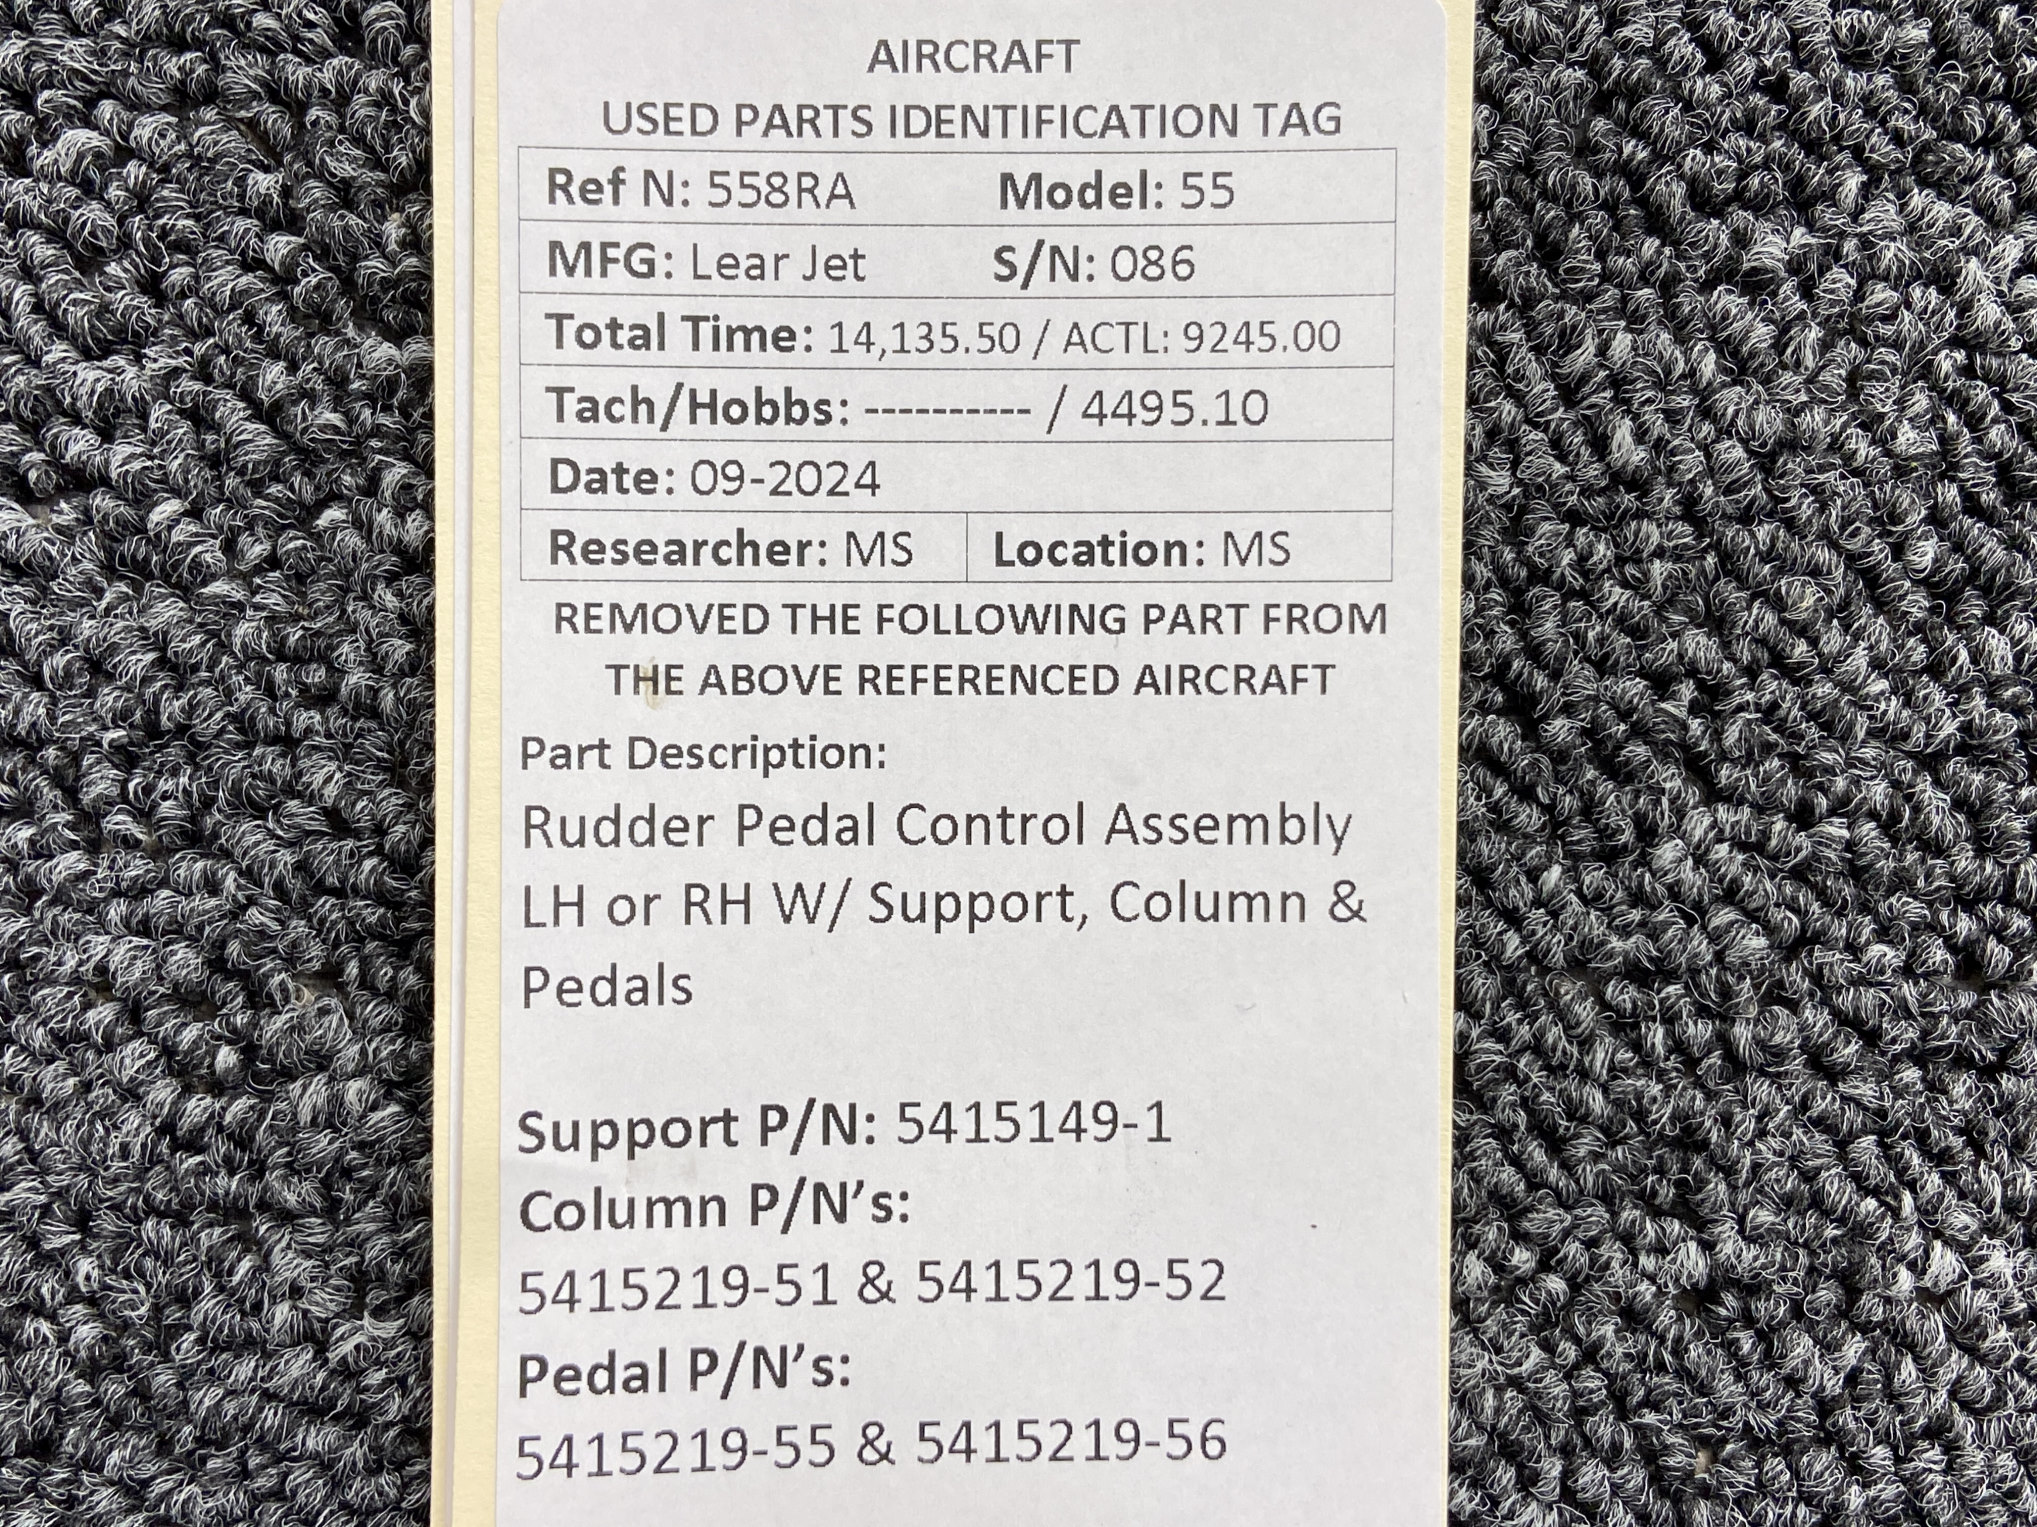 AIRCRAFT
USED PARTS IDENTIFICATION TAG
Ref N: 558RA Model: 55
MFG: Lear Jet S/N: 086
Total Time: 14,135.50 / ACTL: 9245.00
Tach/Hobbs: ---------- / 4495.10
Date: 09-2024
Researcher: MS Location: MS
REMOVED THE FOLLOWING PART FROM
THE ABOVE REFERENCED AIRCRAFT
Part Description:
Rudder Pedal Control Assembly
LH or RH W/ Support, Column &
Pedals
Support P/N: 5415149-1
Column P/N’s:
5415219-51 & 5415219-52
Pedal P/N’s:
5415219-55 & 5415219-56